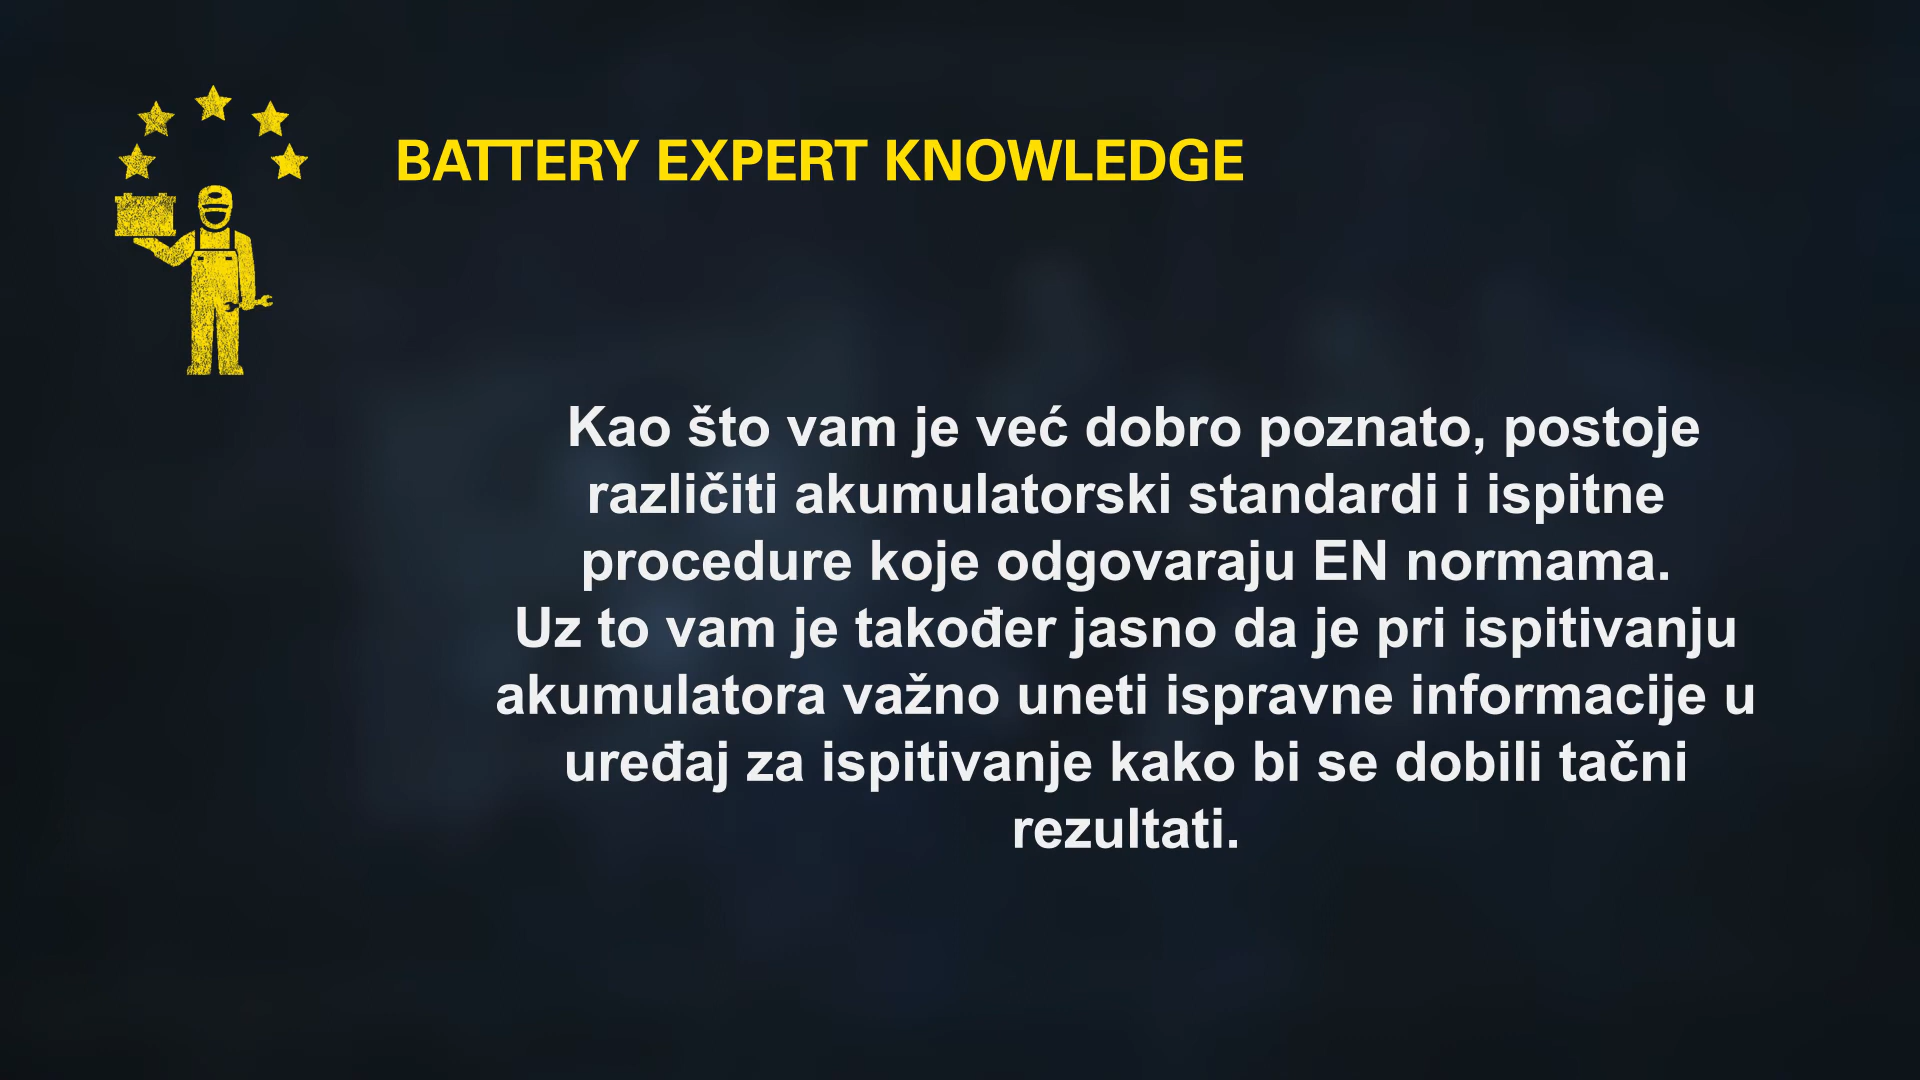 BATTERY EXPERT KNOWLEDGE
Kao što vam je već dobro poznato, postoje
različiti akumulatorski standardi i ispitne
procedure koje odgovaraju EN normama.
Uz to vam je također jasno da je pri ispitivanju
akumulatora važno uneti ispravne informacije u
uređaj za ispitivanje kako bi se dobili tačni
rezultati.